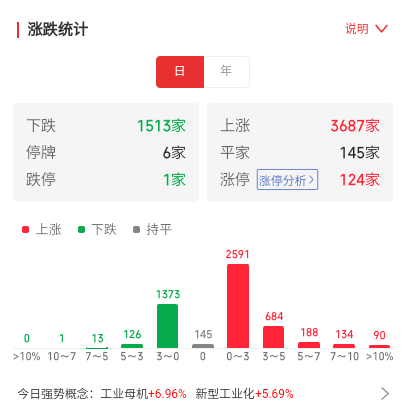 涨跌统计 说明
日 年
下跌 1513家 上涨 3687家
停牌 6家 平家 145家
跌停 1家 涨停 涨停分析 124家
上涨 下跌 持平
0 1 13 126 1373 145 2591 684 188 134 90
>10% 10～7 7～5 5～3 3～0 0 0～3 3～5 5～7 7～10 >10%
今日强势概念：工业母机+6.96% 新型工业化+5.69%